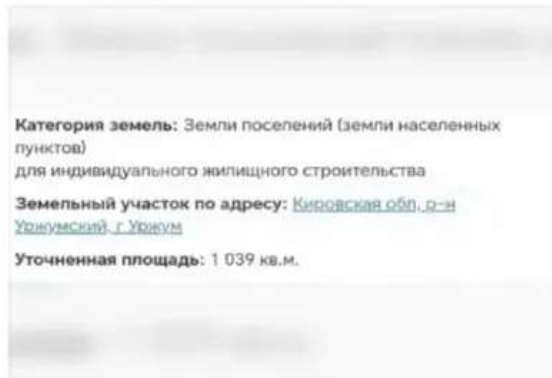 Категория земель: Земли поселений (земли населенных
пунктов)
для индивидуального жилищного строительства
Земельный участок по адресу: Кировская обл, р-н
Уржумский, г Уржум
Уточненная площадь: 1 039 кв.м.